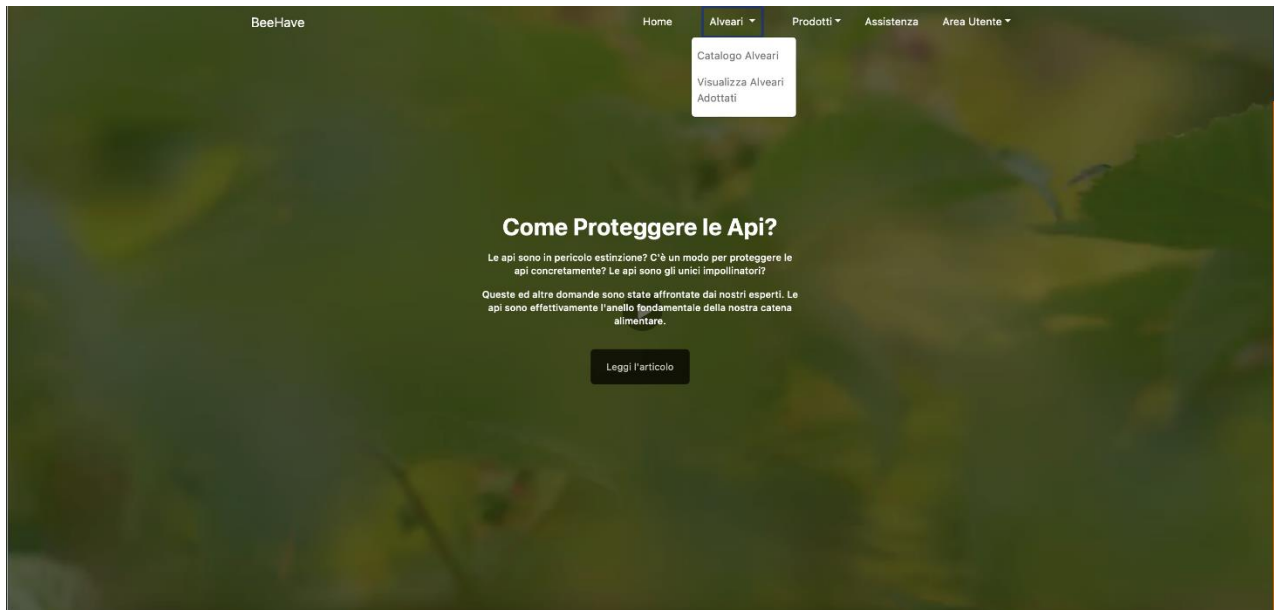 BeeHave
Home
Alveari
Prodotti
Assistenza
Area Utente
Catalogo Alveari
Visualizza Alveari
Adottati
Come Proteggere le Api?
Le api sono in pericolo estinzione? C'è un modo per proteggere le
api concretamente? Le api sono gli unici impollinatori?
Queste ed altre domande sono state affrontate dai nostri esperti. Le
api sono effettivamente l'anello fondamentale della nostra catena
alimentare.
Leggi l'articolo